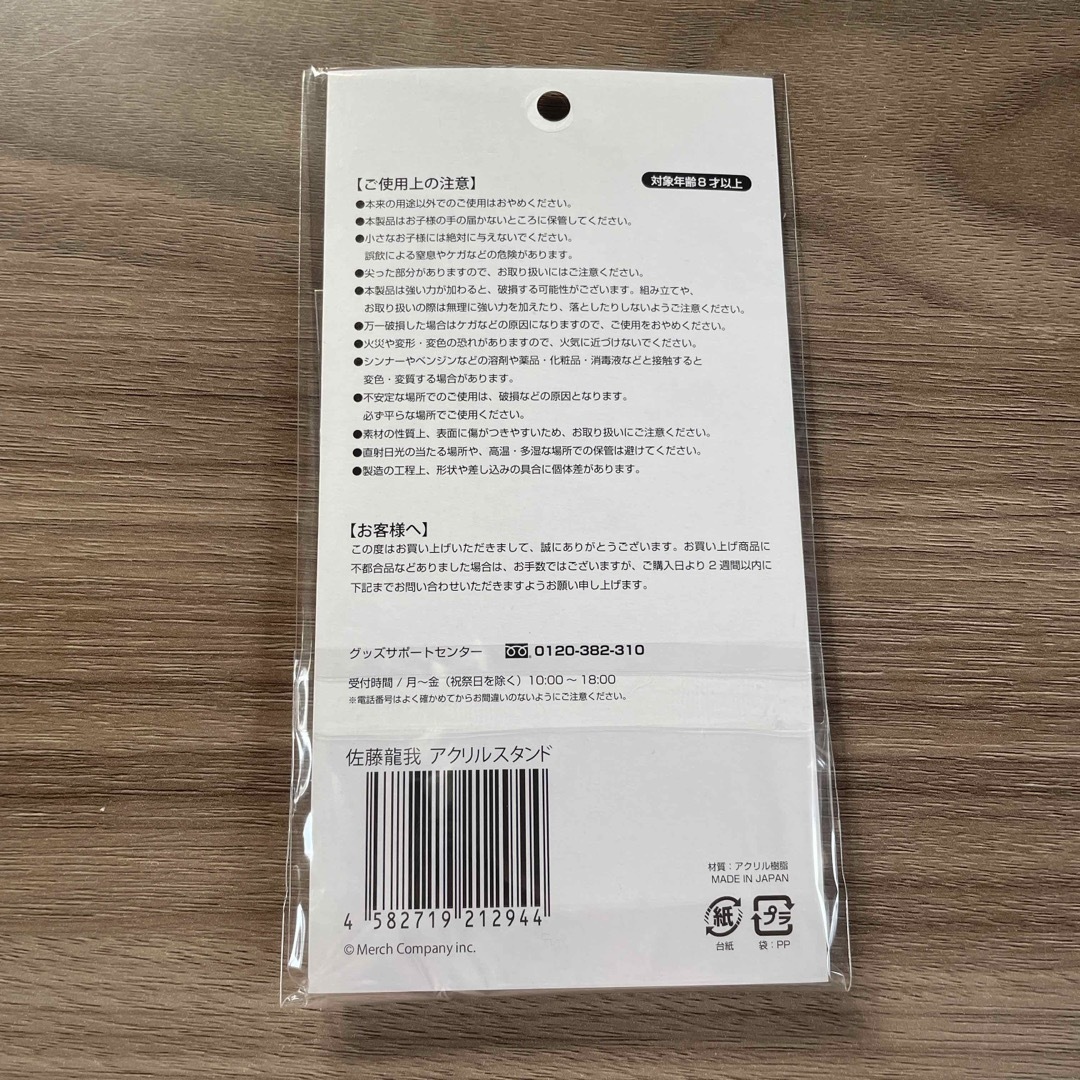 【ご使用上の注意】
対象年齢8才以上
●本来の用途以外でのご使用はおやめください。
●本製品はお子様の手の届かないところに保管してください。
●小さなお子様には絶対に与えないでください。
誤飲による窒息やケガなどの危険があります。
●尖った部分がありますので、お取り扱いにはご注意ください。
●本製品は強い力が加わると、破損する可能性がございます。組み立てや、
お取り扱いの際は無理に強い力を加えたり、落としたりしないようご注意ください。
●万一破損した場合はケガなどの原因になりますので、ご使用をおやめください。
●火災や変形・変色の恐れがありますので、火気に近づけないでください。
●シンナーやベンジンなどの溶剤や薬品・化粧品・消毒液などと接触すると
変色・変質する場合があります。
●不安定な場所でのご使用は、破損などの原因となります。
必ず平らな場所でご使用ください。
●素材の性質上、表面に傷がつきやすいため、お取り扱いにご注意ください。
●直射日光の当たる場所や、高温・多湿な場所での保管は避けてください。
●製造の工程上、形状や差し込みの具合に個体差があります。
【お客様へ】
この度はお買い上げいただきまして、誠にありがとうございます。お買い上げ商品に
不都合品などありました場合は、お手数ではございますが、ご購入日より2週間以内に
下記までお問い合わせいただきますようお願い申し上げます。
グッズサポートセンター 0120-382-310
受付時間/月～金(祝祭日を除く)10:00～18:00
※電話番号はよく確かめてからお間違いのないようにご注意ください。
佐藤龍我 アクリルスタンド
4 582719 212944
© Merch Company inc.
材質：アクリル樹脂
MADE IN JAPAN
紙 プラ
台紙 袋：PP